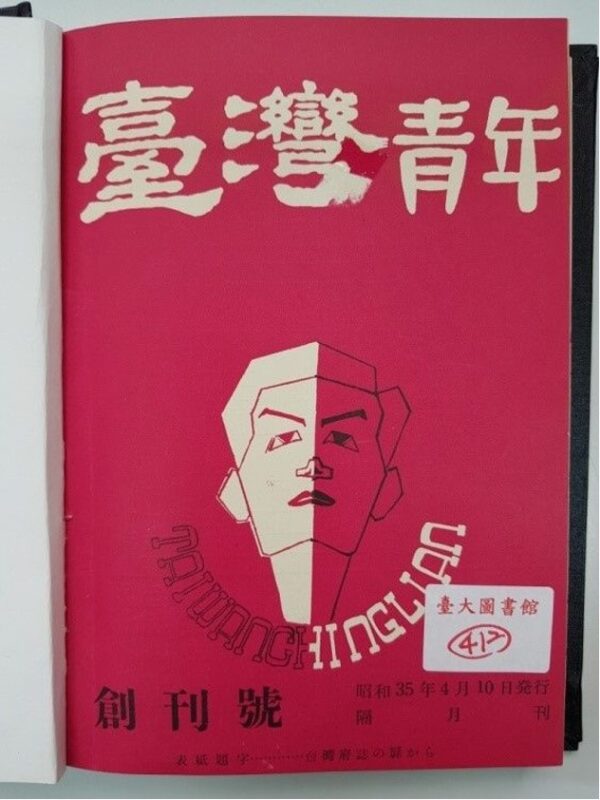 臺灣青年
TAIWANCHINGLIAN
臺大圖書館
412
創刊號
昭和35年4月10日発行
隔月刊
表紙題字…………台湾府誌の扉から